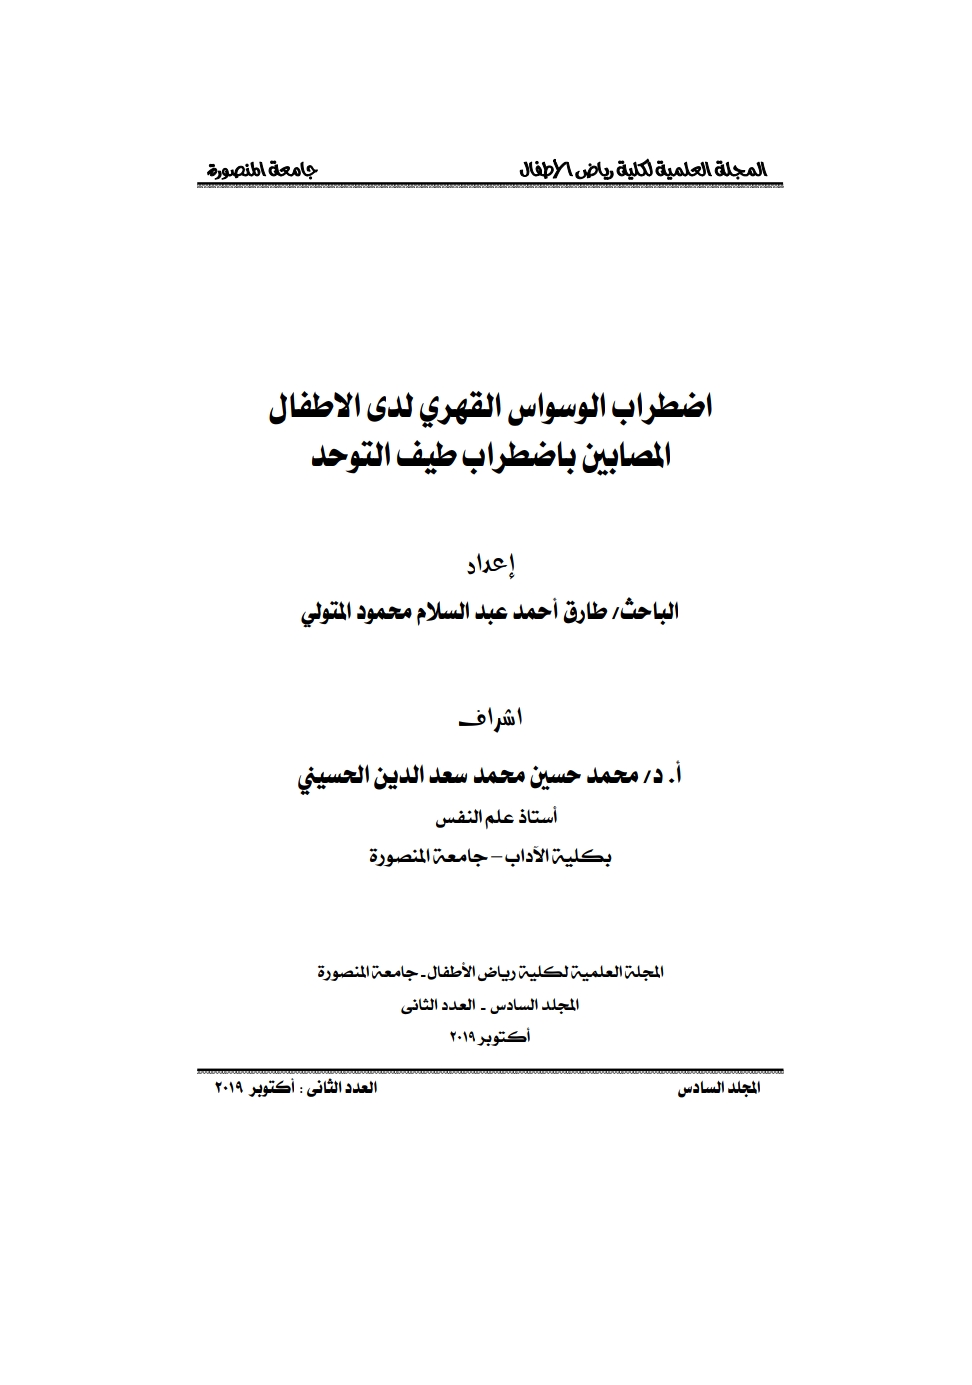 المجلة العلمية لكلية رياض الأطفال جامعة المنصورة
اضطراب الوسواس القهري لدى الاطفال
المصابين باضطراب طيف التوحد
إعداد
الباحث/ طارق أحمد عبد السلام محمود المتولي
اشراف
أ. د/ محمد حسين محمد سعد الدين الحسيني
أستاذ علم النفس
بكلية الآداب – جامعة المنصورة
المجلة العلمية لكلية رياض الأطفال ـ جامعة المنصورة
المجلد السادس ـ العدد الثانى
أكتوبر ٢٠١٩
المجلد السادس العدد الثانى : أكتوبر ٢٠١٩